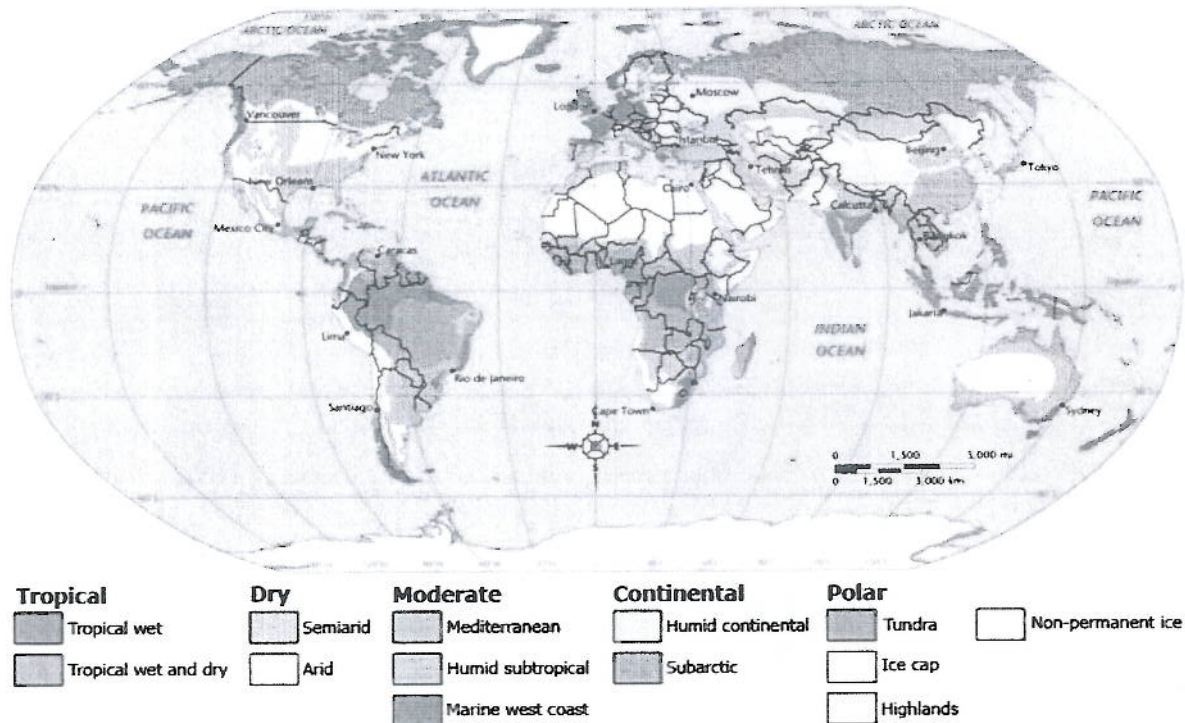 ARCTIC OCEAN
ARCTIC OCEAN
Moscow
Vancouver
Istanbul
New York
Beijing
Tokyo
Tehran
ATLANTIC
OCEAN
New Orleans
Cairo
PACIFIC
OCEAN
PACIFIC
OCEAN
Calcutta
Mexico City
Bangkok
Caracas
Nairobi
Jakarta
INDIAN
OCEAN
Lima
Rio de Janeiro
Santiago
Cape Town
Sydney
N
W E
S
0 1,500 3,000 mi
0 1,500 3,000 km
Tropical
Tropical wet
Tropical wet and dry
Dry
Semiarid
Arid
Moderate
Mediterranean
Humid subtropical
Marine west coast
Continental
Humid continental
Subarctic
Polar
Tundra
Ice cap
Highlands
Non-permanent ice